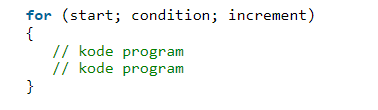 for (start; condition; increment)
{
    // kode program
    // kode program
}